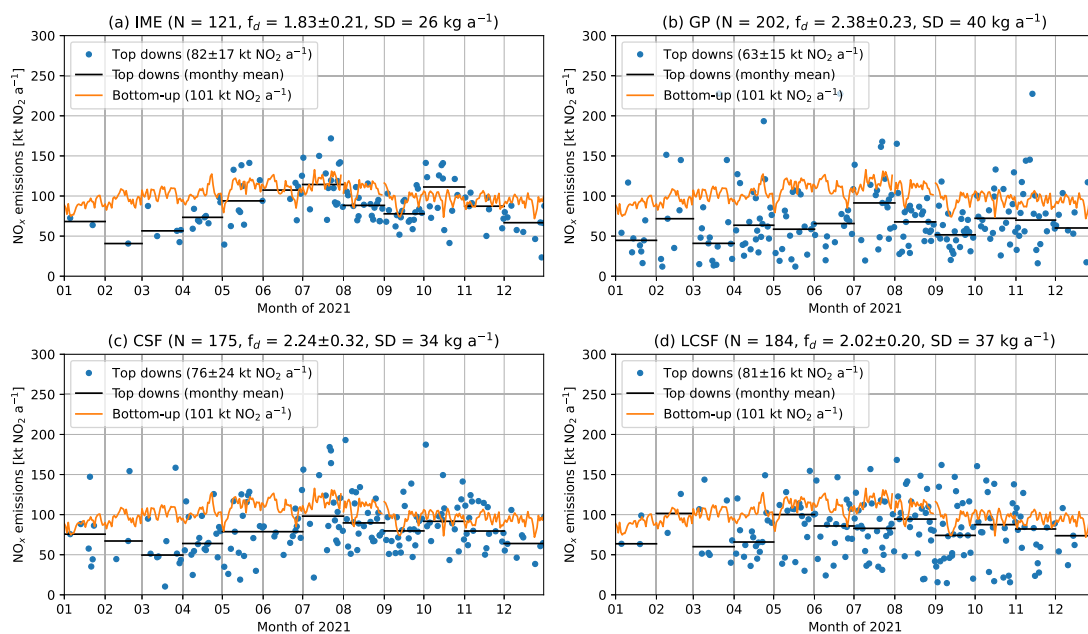 (a) IME (N = 121, f_d = 1.83±0.21, SD = 26 kg a⁻¹)
NOₓ emissions [kt NO₂ a⁻¹]
300
250
200
150
100
50
0
Top downs (82±17 kt NO₂ a⁻¹)
Top downs (monthy mean)
Bottom-up (101 kt NO₂ a⁻¹)
01 02 03 04 05 06 07 08 09 10 11 12
Month of 2021
(b) GP (N = 202, f_d = 2.38±0.23, SD = 40 kg a⁻¹)
NOₓ emissions [kt NO₂ a⁻¹]
300
250
200
150
100
50
0
Top downs (63±15 kt NO₂ a⁻¹)
Top downs (monthy mean)
Bottom-up (101 kt NO₂ a⁻¹)
01 02 03 04 05 06 07 08 09 10 11 12
Month of 2021
(c) CSF (N = 175, f_d = 2.24±0.32, SD = 34 kg a⁻¹)
NOₓ emissions [kt NO₂ a⁻¹]
300
250
200
150
100
50
0
Top downs (76±24 kt NO₂ a⁻¹)
Top downs (monthy mean)
Bottom-up (101 kt NO₂ a⁻¹)
01 02 03 04 05 06 07 08 09 10 11 12
Month of 2021
(d) LCSF (N = 184, f_d = 2.02±0.20, SD = 37 kg a⁻¹)
NOₓ emissions [kt NO₂ a⁻¹]
300
250
200
150
100
50
0
Top downs (81±16 kt NO₂ a⁻¹)
Top downs (monthy mean)
Bottom-up (101 kt NO₂ a⁻¹)
01 02 03 04 05 06 07 08 09 10 11 12
Month of 2021